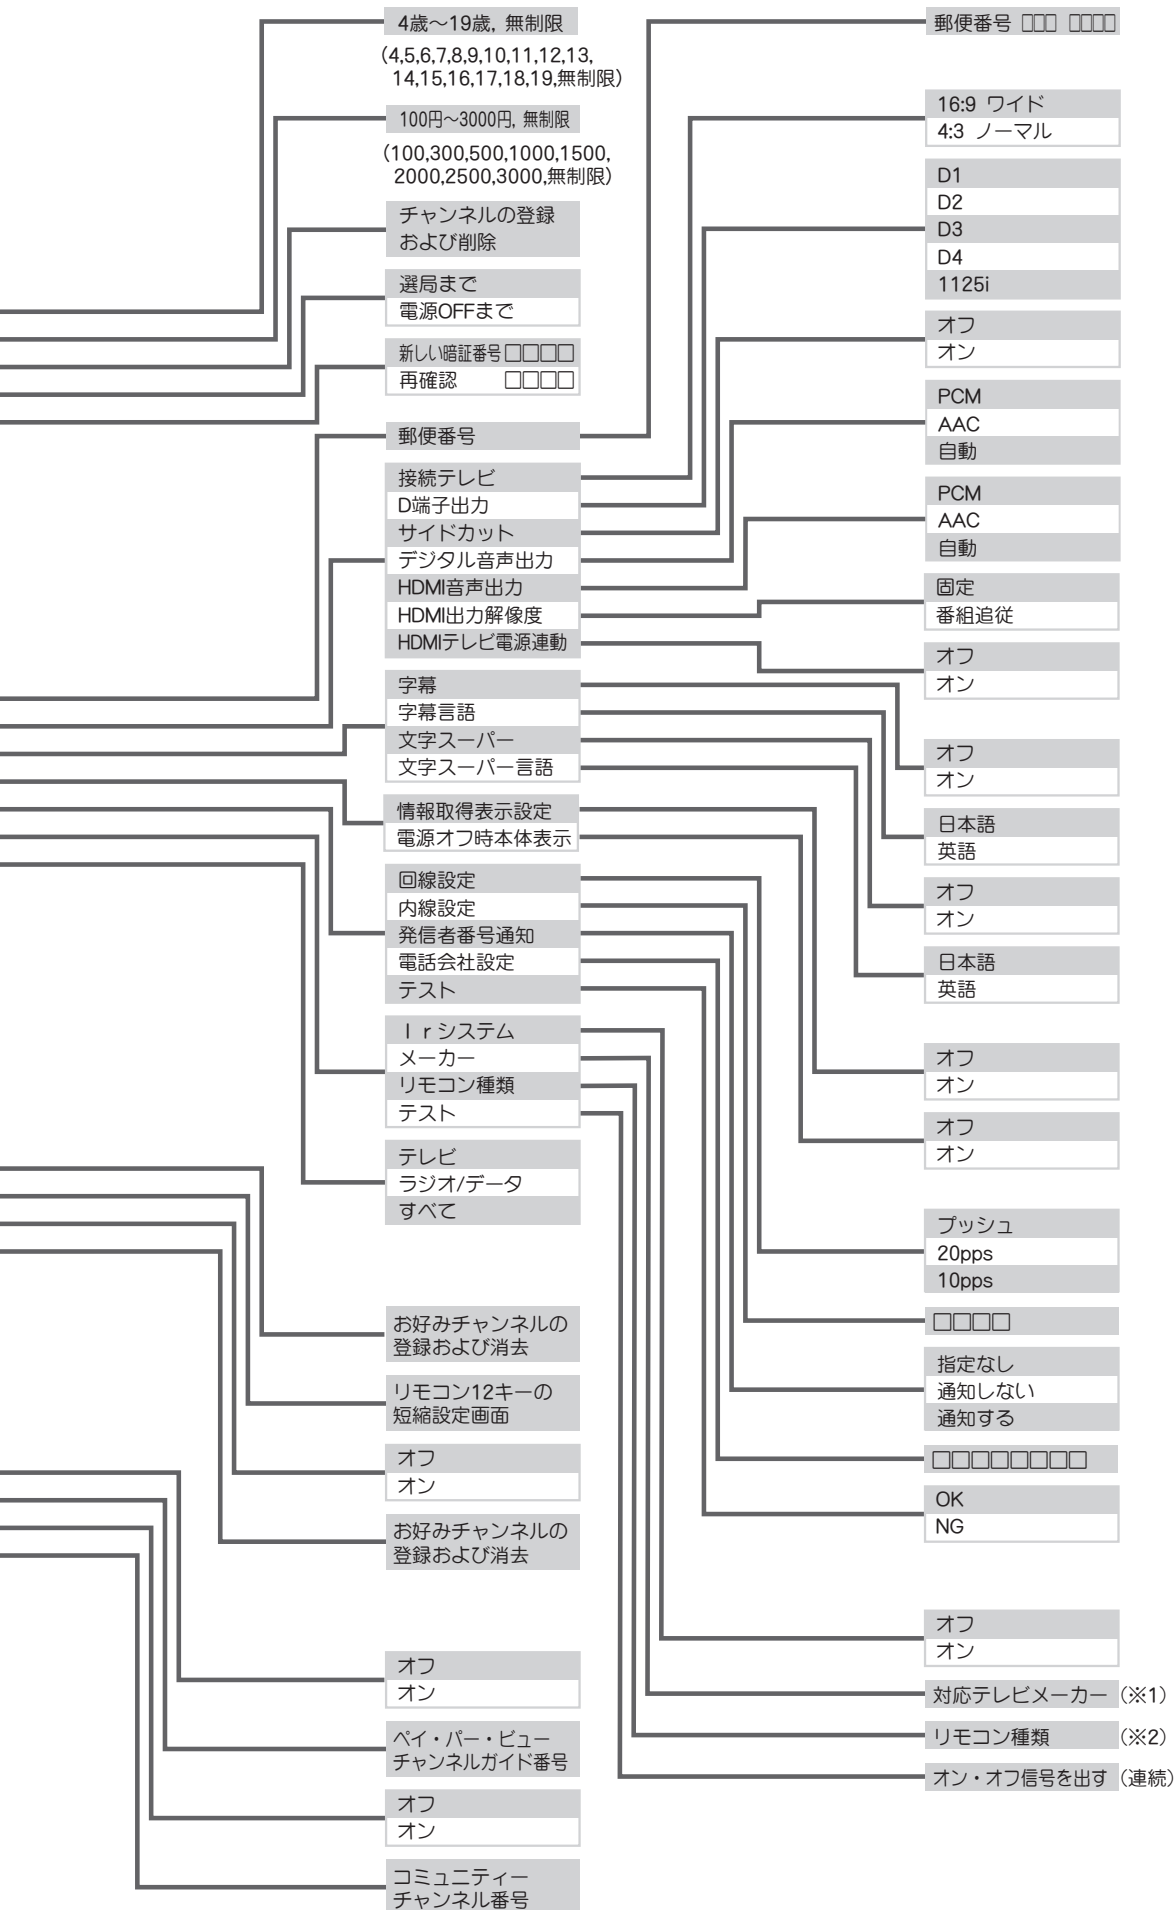 4歳～19歳, 無制限
(4,5,6,7,8,9,10,11,12,13,
14,15,16,17,18,19,無制限)
100円～3000円, 無制限
(100,300,500,1000,1500,
2000,2500,3000,無制限)
チャンネルの登録
および削除
選局まで
電源OFFまで
新しい暗証番号□□□□
再確認 □□□□
郵便番号
接続テレビ
D端子出力
サイドカット
デジタル音声出力
HDMI音声出力
HDMI出力解像度
HDMIテレビ電源連動
字幕
字幕言語
文字スーパー
文字スーパー言語
情報取得表示設定
電源オフ時本体表示
回線設定
内線設定
発信者番号通知
電話会社設定
テスト
Ｉｒシステム
メーカー
リモコン種類
テスト
テレビ
ラジオ/データ
すべて
お好みチャンネルの
登録および消去
リモコン12キーの
短縮設定画面
オフ
オン
お好みチャンネルの
登録および消去
オフ
オン
ペイ・パー・ビュー
チャンネルガイド番号
オフ
オン
コミュニティー
チャンネル番号
郵便番号 □□□ □□□□
16:9 ワイド
4:3 ノーマル
D1
D2
D3
D4
1125i
オフ
オン
PCM
AAC
自動
PCM
AAC
自動
固定
番組追従
オフ
オン
オフ
オン
日本語
英語
オフ
オン
日本語
英語
オフ
オン
オフ
オン
プッシュ
20pps
10pps
□□□□
指定なし
通知しない
通知する
□□□□□□□□
OK
NG
オフ
オン
対応テレビメーカー (※1)
リモコン種類 (※2)
オン・オフ信号を出す (連続)